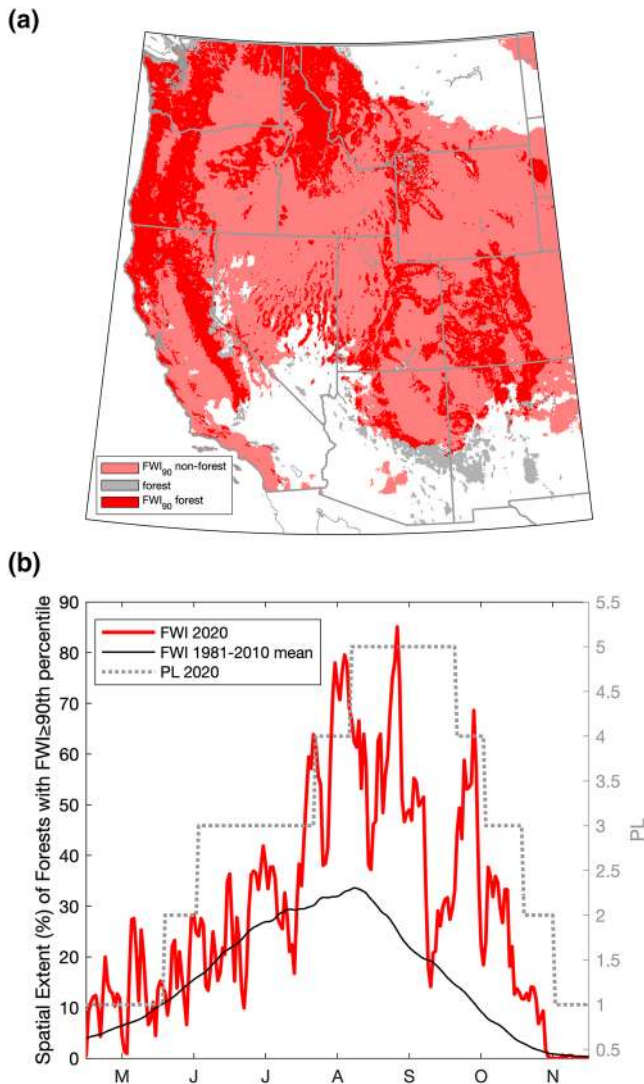 (a)
FWI90 non-forest
forest
FWI90 forest
(b)
Spatial Extent (%) of Forests with FWI≥90th percentile
90
80
70
60
50
40
30
20
10
0
FWI 2020
FWI 1981-2010 mean
PL 2020
5.5
5
4.5
4
3.5
3
2.5
2
1.5
1
0.5
PL
M J J A S O N